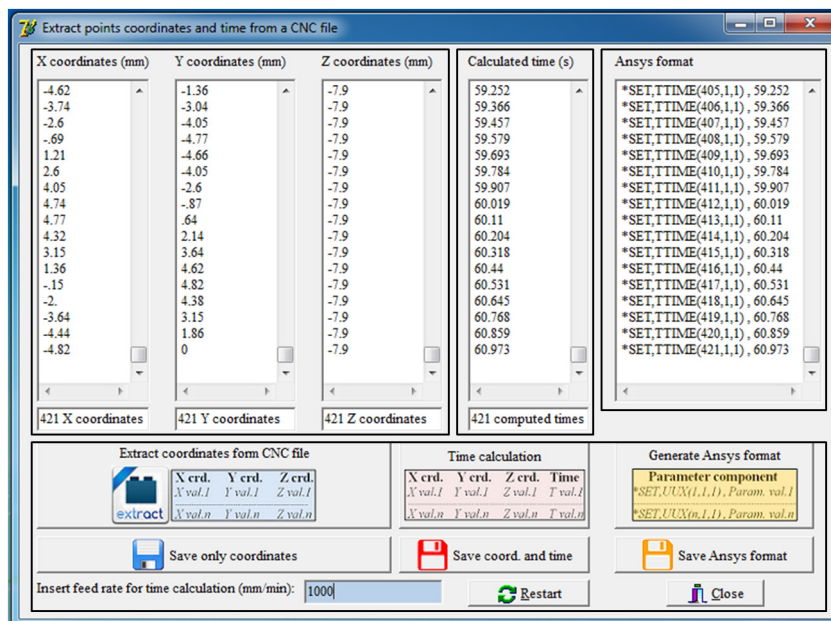 Extract points coordinates and time from a CNC file
X coordinates (mm) Y coordinates (mm) Z coordinates (mm) Calculated time (s) Ansys format
-4.62 -1.36 -7.9 59.252 *SET,TTIME(405,1,1) , 59.252
-3.74 -3.04 -7.9 59.366 *SET,TTIME(406,1,1) , 59.366
-2.6 -4.05 -7.9 59.457 *SET,TTIME(407,1,1) , 59.457
-.69 -4.77 -7.9 59.579 *SET,TTIME(408,1,1) , 59.579
1.21 -4.66 -7.9 59.693 *SET,TTIME(409,1,1) , 59.693
2.6 -4.05 -7.9 59.784 *SET,TTIME(410,1,1) , 59.784
4.05 -2.6 -7.9 59.907 *SET,TTIME(411,1,1) , 59.907
4.74 -.87 -7.9 60.019 *SET,TTIME(412,1,1) , 60.019
4.77 .64 -7.9 60.11 *SET,TTIME(413,1,1) , 60.11
4.32 2.14 -7.9 60.204 *SET,TTIME(414,1,1) , 60.204
3.15 3.64 -7.9 60.318 *SET,TTIME(415,1,1) , 60.318
1.36 4.62 -7.9 60.44 *SET,TTIME(416,1,1) , 60.44
-.15 4.82 -7.9 60.531 *SET,TTIME(417,1,1) , 60.531
-2. 4.38 -7.9 60.645 *SET,TTIME(418,1,1) , 60.645
-3.64 3.15 -7.9 60.768 *SET,TTIME(419,1,1) , 60.768
-4.44 1.86 -7.9 60.859 *SET,TTIME(420,1,1) , 60.859
-4.82 0 -7.9 60.973 *SET,TTIME(421,1,1) , 60.973
421 X coordinates 421 Y coordinates 421 Z coordinates 421 computed times
Extract coordinates form CNC file Time calculation Generate Ansys format
X crd. Y crd. Z crd. X crd. Y crd. Z crd. Time Parameter component
X val.1 Y val.1 Z val.1 X val.1 Y val.1 Z val.1 T val.1 *SET,UUX(1,1,1) , Param. val.1
extract X val.n Y val.n Z val.n X val.n Y val.n Z val.n T val.n *SET,UUX(n,1,1) , Param. val.n
Save only coordinates Save coord. and time Save Ansys format
Insert feed rate for time calculation (mm/min): 1000 Restart Close